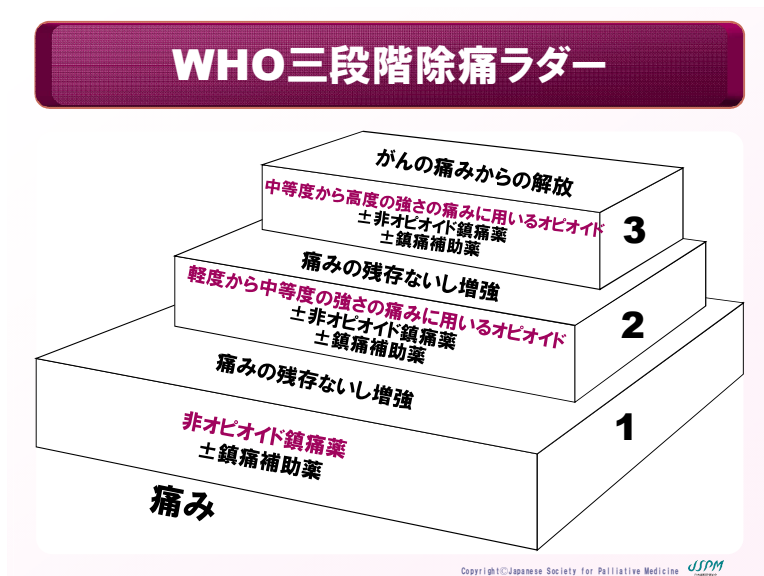 WHO三段階除痛ラダー
がんの痛みからの解放
中等度から高度の強さの痛みに用いるオピオイド
±非オピオイド鎮痛薬
±鎮痛補助薬
3
痛みの残存ないし増強
軽度から中等度の強さの痛みに用いるオピオイド
±非オピオイド鎮痛薬
±鎮痛補助薬
2
痛みの残存ないし増強
非オピオイド鎮痛薬
±鎮痛補助薬
1
痛み
CopyrightⒸJapanese Society for Palliative Medicine
JSPM